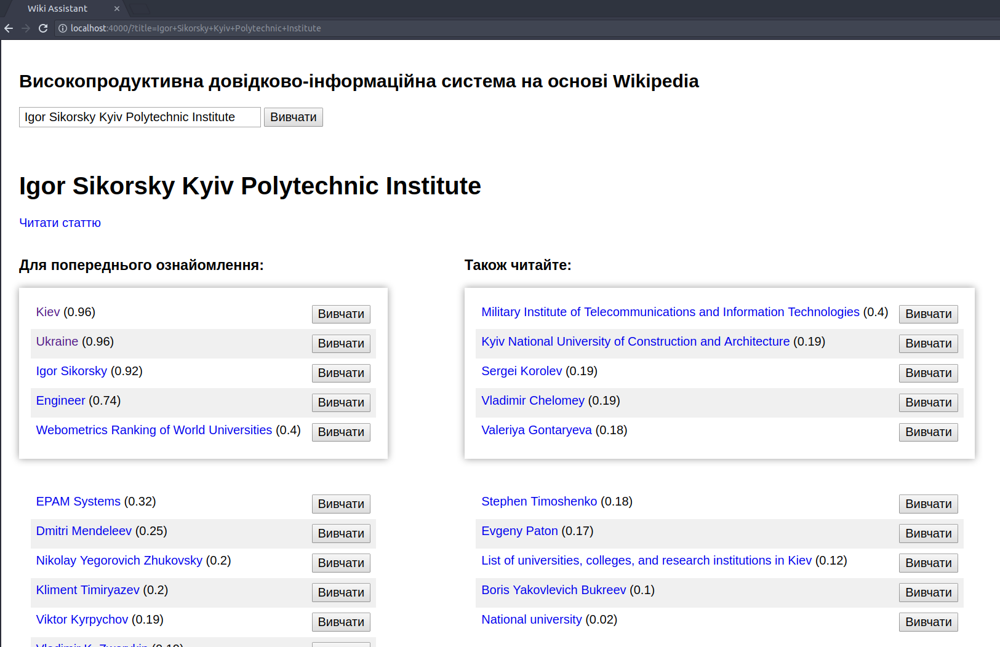 Wiki Assistant
localhost:4000/?title=Igor+Sikorsky+Kyiv+Polytechnic+Institute
Високопродуктивна довідково-інформаційна система на основі Wikipedia
Igor Sikorsky Kyiv Polytechnic Institute Вивчати
Igor Sikorsky Kyiv Polytechnic Institute
Читати статтю
Для попереднього ознайомлення:
Kiev (0.96) Вивчати
Ukraine (0.96) Вивчати
Igor Sikorsky (0.92) Вивчати
Engineer (0.74) Вивчати
Webometrics Ranking of World Universities (0.4) Вивчати
EPAM Systems (0.32) Вивчати
Dmitri Mendeleev (0.25) Вивчати
Nikolay Yegorovich Zhukovsky (0.2) Вивчати
Kliment Timiryazev (0.2) Вивчати
Viktor Kyrpychov (0.19) Вивчати
Vladimir K. Zworykin (0.19)
Також читайте:
Military Institute of Telecommunications and Information Technologies (0.4) Вивчати
Kyiv National University of Construction and Architecture (0.19) Вивчати
Sergei Korolev (0.19) Вивчати
Vladimir Chelomey (0.19) Вивчати
Valeriya Gontaryeva (0.18) Вивчати
Stephen Timoshenko (0.18) Вивчати
Evgeny Paton (0.17) Вивчати
List of universities, colleges, and research institutions in Kiev (0.12) Вивчати
Boris Yakovlevich Bukreev (0.1) Вивчати
National university (0.02) Вивчати